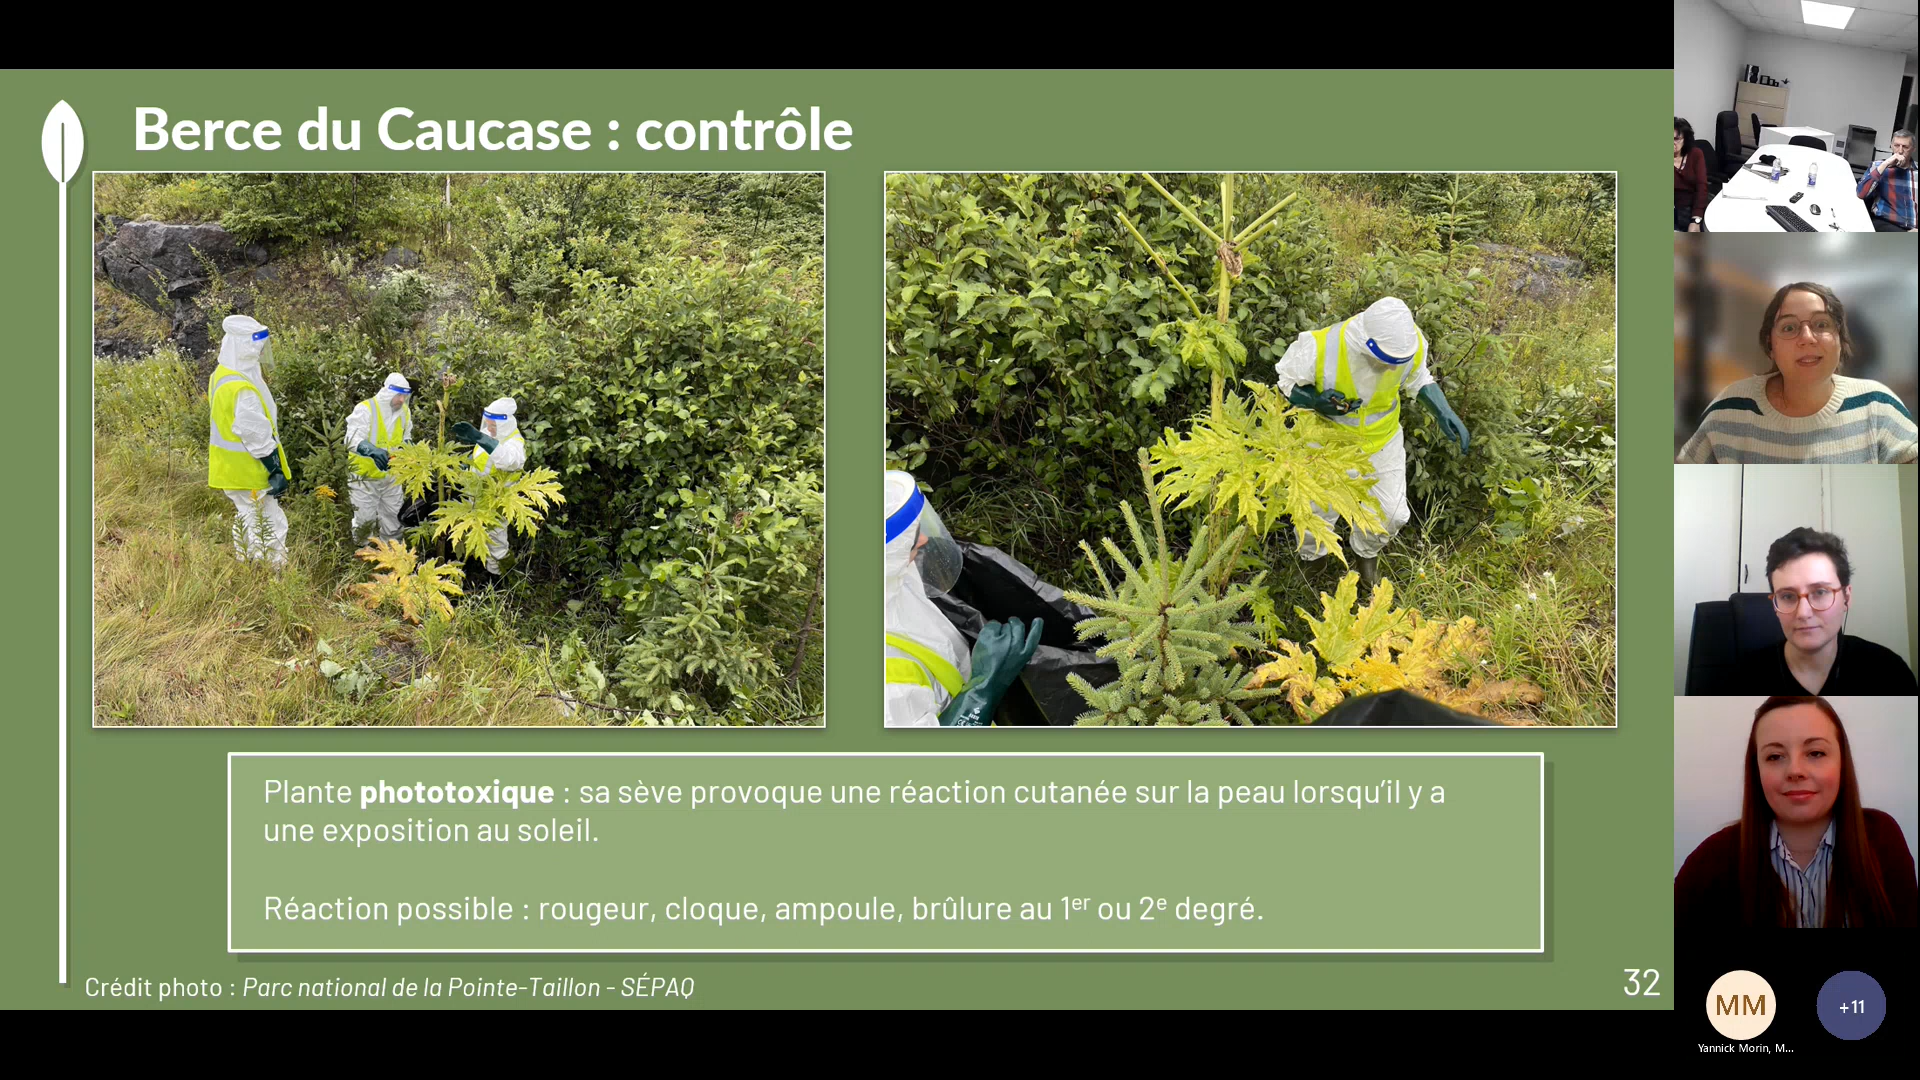 Berce du Caucase : contrôle
Plante phototoxique : sa sève provoque une réaction cutanée sur la peau lorsqu’il y a
une exposition au soleil.
Réaction possible : rougeur, cloque, ampoule, brûlure au 1er ou 2e degré.
Crédit photo : Parc national de la Pointe-Taillon - SÉPAQ
32
MM
+11
Yannick Morin, M...